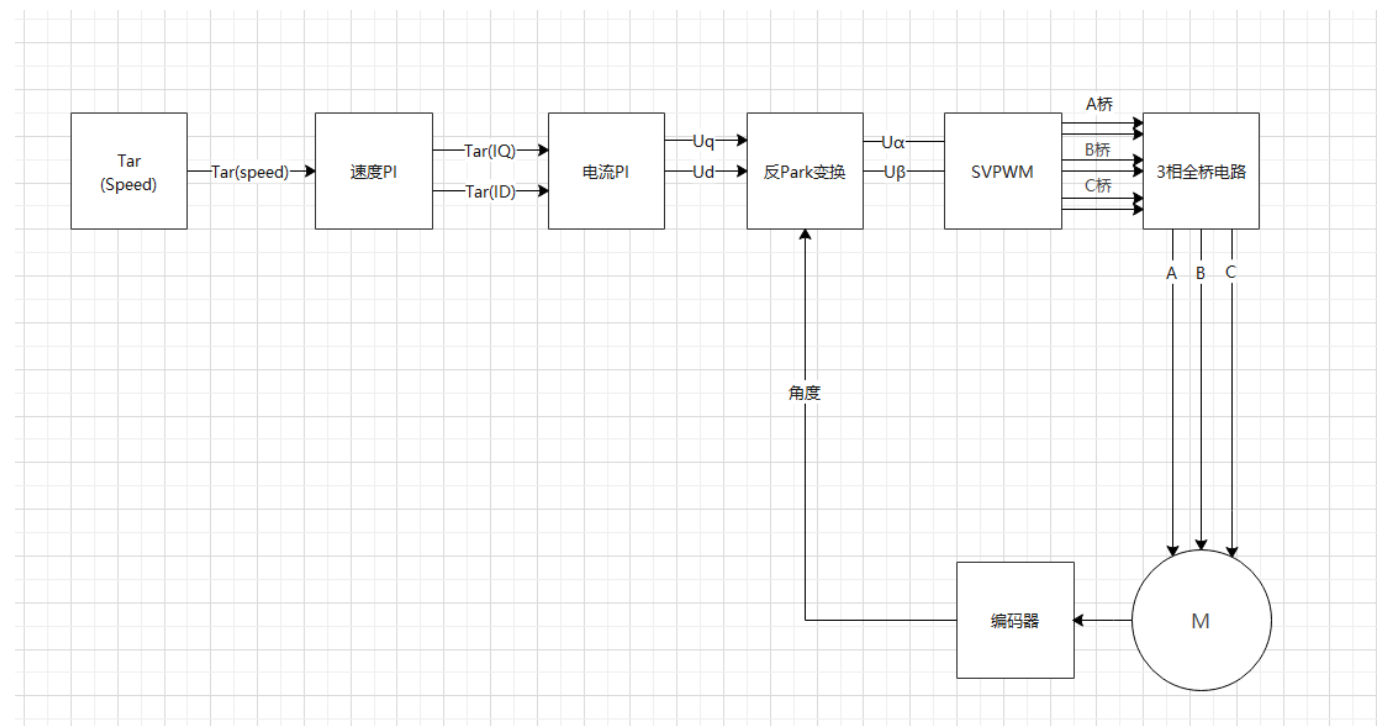 Tar
(Speed)
Tar(speed)
速度PI
Tar(IQ)
Tar(ID)
电流PI
Uq
Ud
反Park变换
Uα
Uβ
SVPWM
A桥
B桥
C桥
3相全桥电路
A
B
C
角度
编码器
M